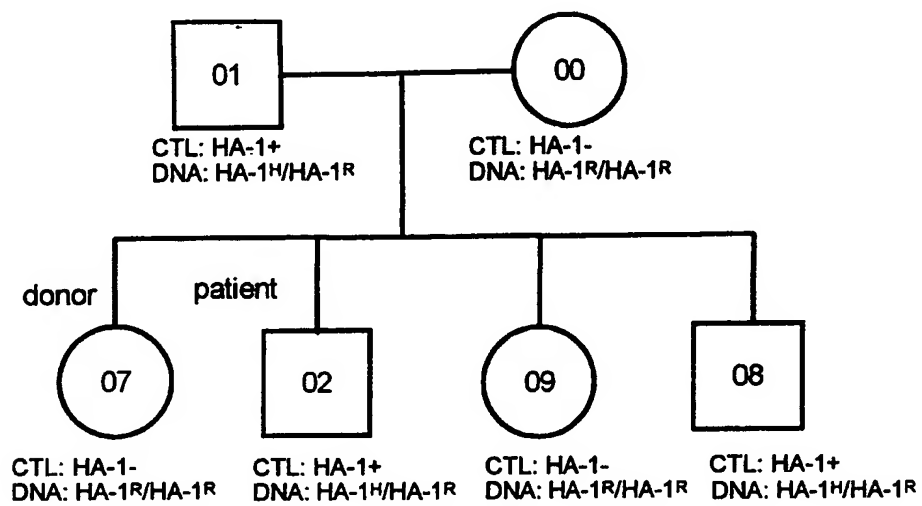 01
00
CTL: HA-1+
DNA: HA-1ᴴ/HA-1ᴿ
CTL: HA-1-
DNA: HA-1ᴿ/HA-1ᴿ
donor
patient
07
02
09
08
CTL: HA-1-
DNA: HA-1ᴿ/HA-1ᴿ
CTL: HA-1+
DNA: HA-1ᴴ/HA-1ᴿ
CTL: HA-1-
DNA: HA-1ᴿ/HA-1ᴿ
CTL: HA-1+
DNA: HA-1ᴴ/HA-1ᴿ